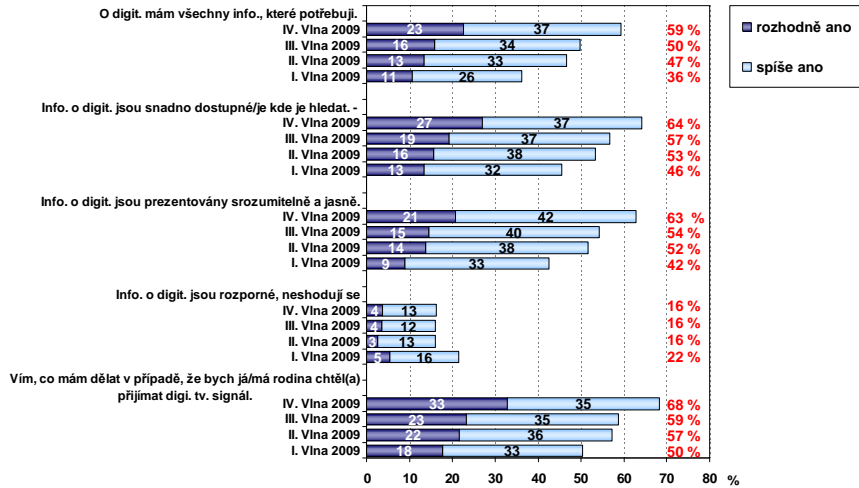 O digit. mám všechny info., které potřebuji.
IV. Vlna 2009 23 37 59 %
III. Vlna 2009 16 34 50 %
II. Vlna 2009 13 33 47 %
I. Vlna 2009 11 26 36 %
Info. o digit. jsou snadno dostupné/je kde je hledat. -
IV. Vlna 2009 27 37 64 %
III. Vlna 2009 19 37 57 %
II. Vlna 2009 16 38 53 %
I. Vlna 2009 13 32 46 %
Info. o digit. jsou prezentovány srozumitelně a jasně.
IV. Vlna 2009 21 42 63 %
III. Vlna 2009 15 40 54 %
II. Vlna 2009 14 38 52 %
I. Vlna 2009 9 33 42 %
Info. o digit. jsou rozporné, neshodují se
IV. Vlna 2009 4 13 16 %
III. Vlna 2009 4 12 16 %
II. Vlna 2009 3 13 16 %
I. Vlna 2009 5 16 22 %
Vím, co mám dělat v případě, že bych já/má rodina chtěl(a)
přijímat digi. tv. signál.
IV. Vlna 2009 33 35 68 %
III. Vlna 2009 23 35 59 %
II. Vlna 2009 22 36 57 %
I. Vlna 2009 18 33 50 %
0 10 20 30 40 50 60 70 80 %
rozhodně ano
spíše ano